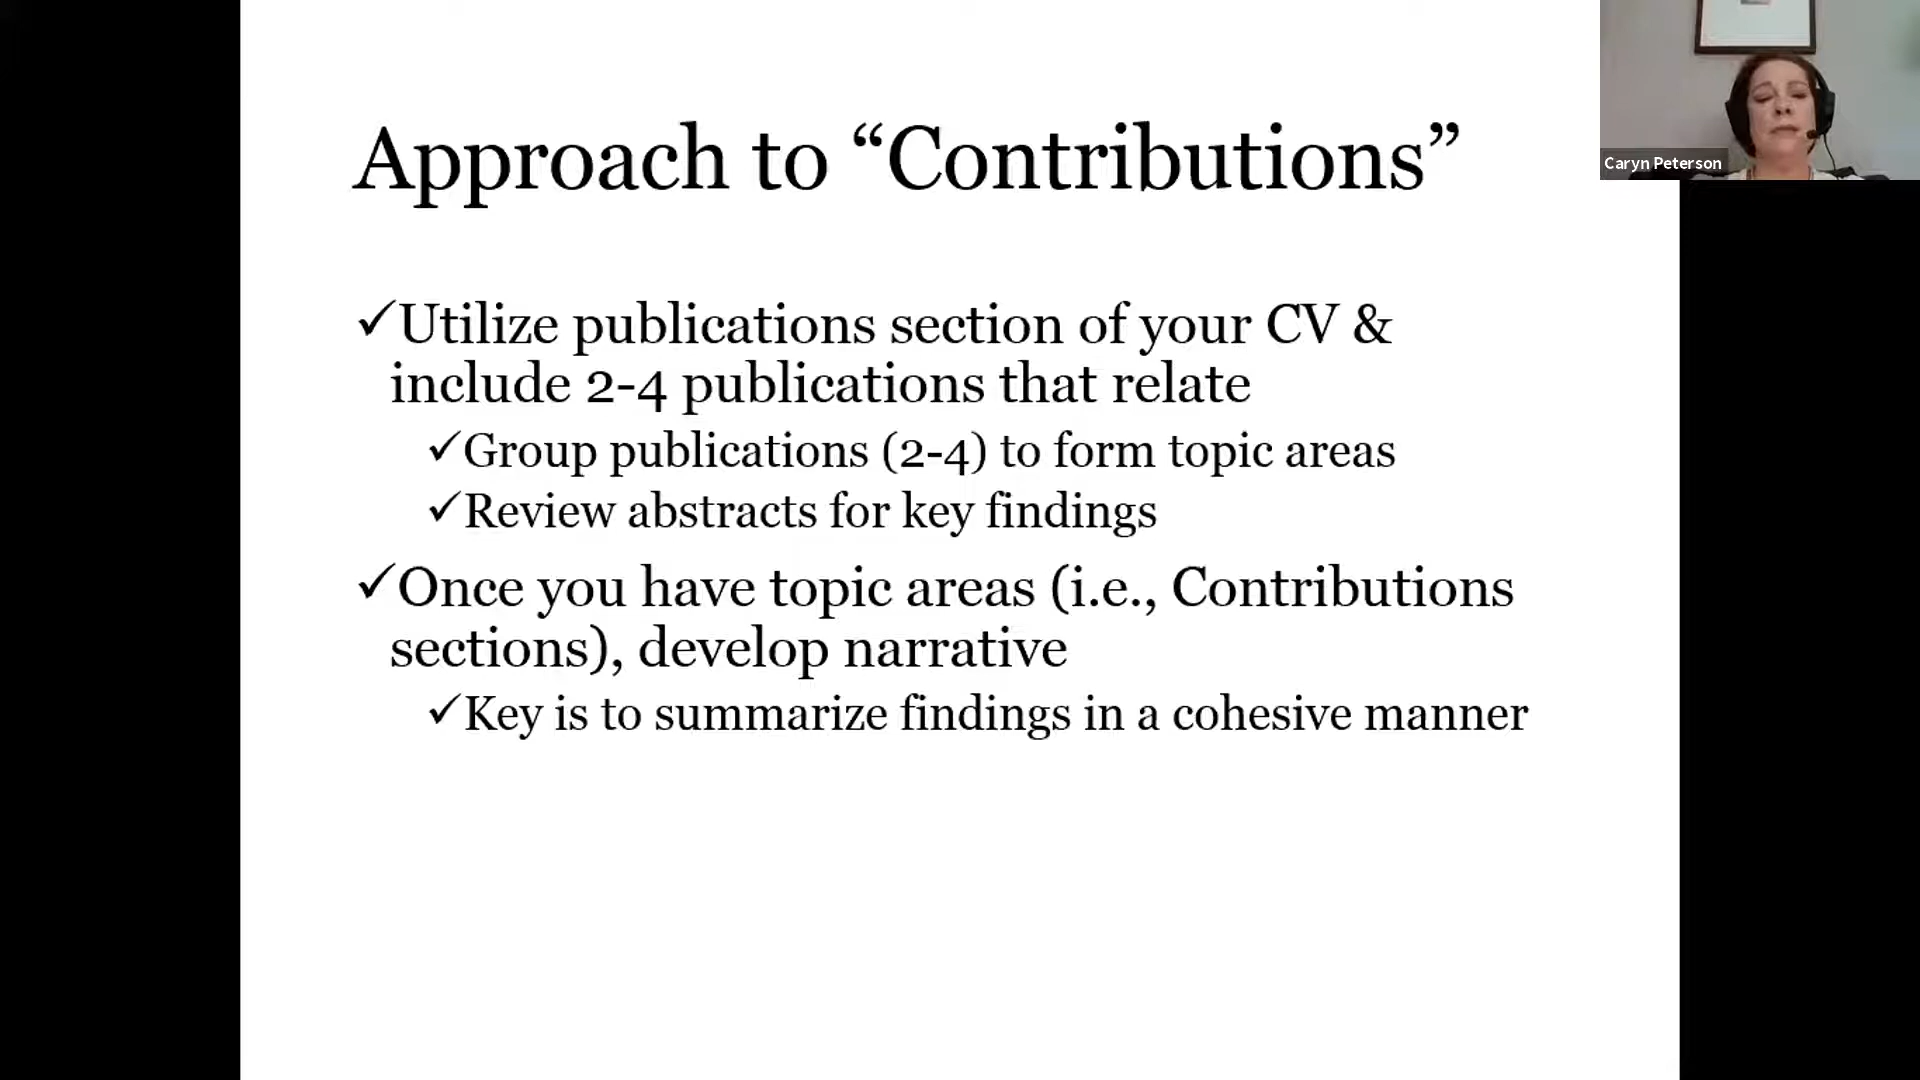 Approach to “Contributions”
✓Utilize publications section of your CV &
include 2-4 publications that relate
✓Group publications (2-4) to form topic areas
✓Review abstracts for key findings
✓Once you have topic areas (i.e., Contributions
sections), develop narrative
✓Key is to summarize findings in a cohesive manner
Caryn Peterson